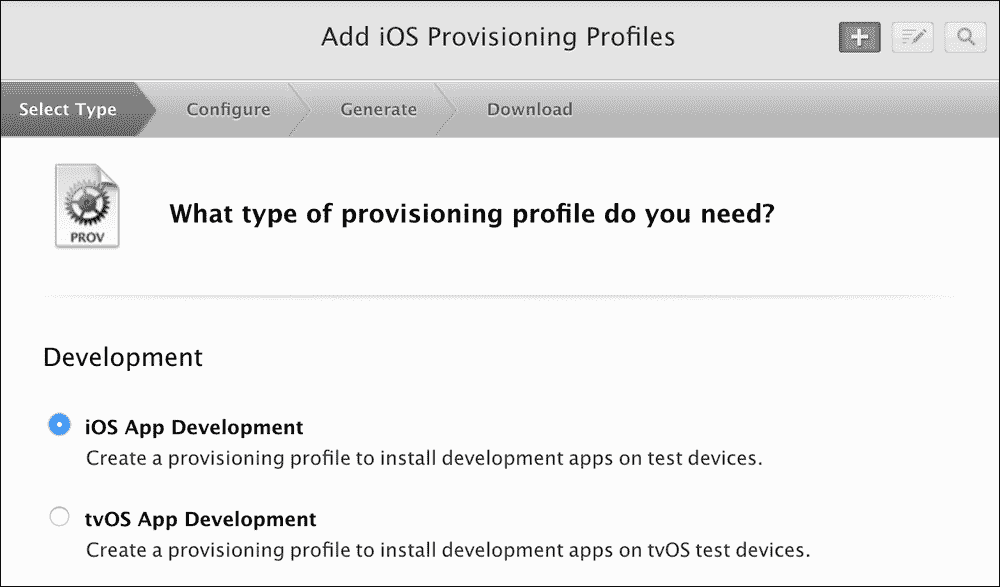 Add iOS Provisioning Profiles
Select Type
Configure
Generate
Download
PROV
What type of provisioning profile do you need?
Development
iOS App Development
Create a provisioning profile to install development apps on test devices.
tvOS App Development
Create a provisioning profile to install development apps on tvOS test devices.